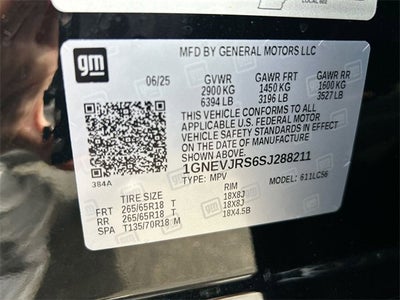 LOCAL 602
gm
MFD BY GENERAL MOTORS LLC
06/25 GVWR GAWR FRT GAWR RR
2900 KG 1450 KG 1600 KG
6394 LB 3196 LB 3527 LB
THIS VEHICLE CONFORMS TO ALL
APPLICABLE U.S. FEDERAL MOTOR
VEHICLE SAFETY STANDARDS IN EFFECT
ON THE DATE OF MANUFACTURE
SHOWN ABOVE.
384A 1GNEVJRS6SJ288211
TYPE: MPV MODEL: 611LC56
TIRE SIZE RIM
FRT 265/65R18 T 18X8J
RR 265/65R18 T 18X8J
SPA T135/70R18 M 18X4.5B